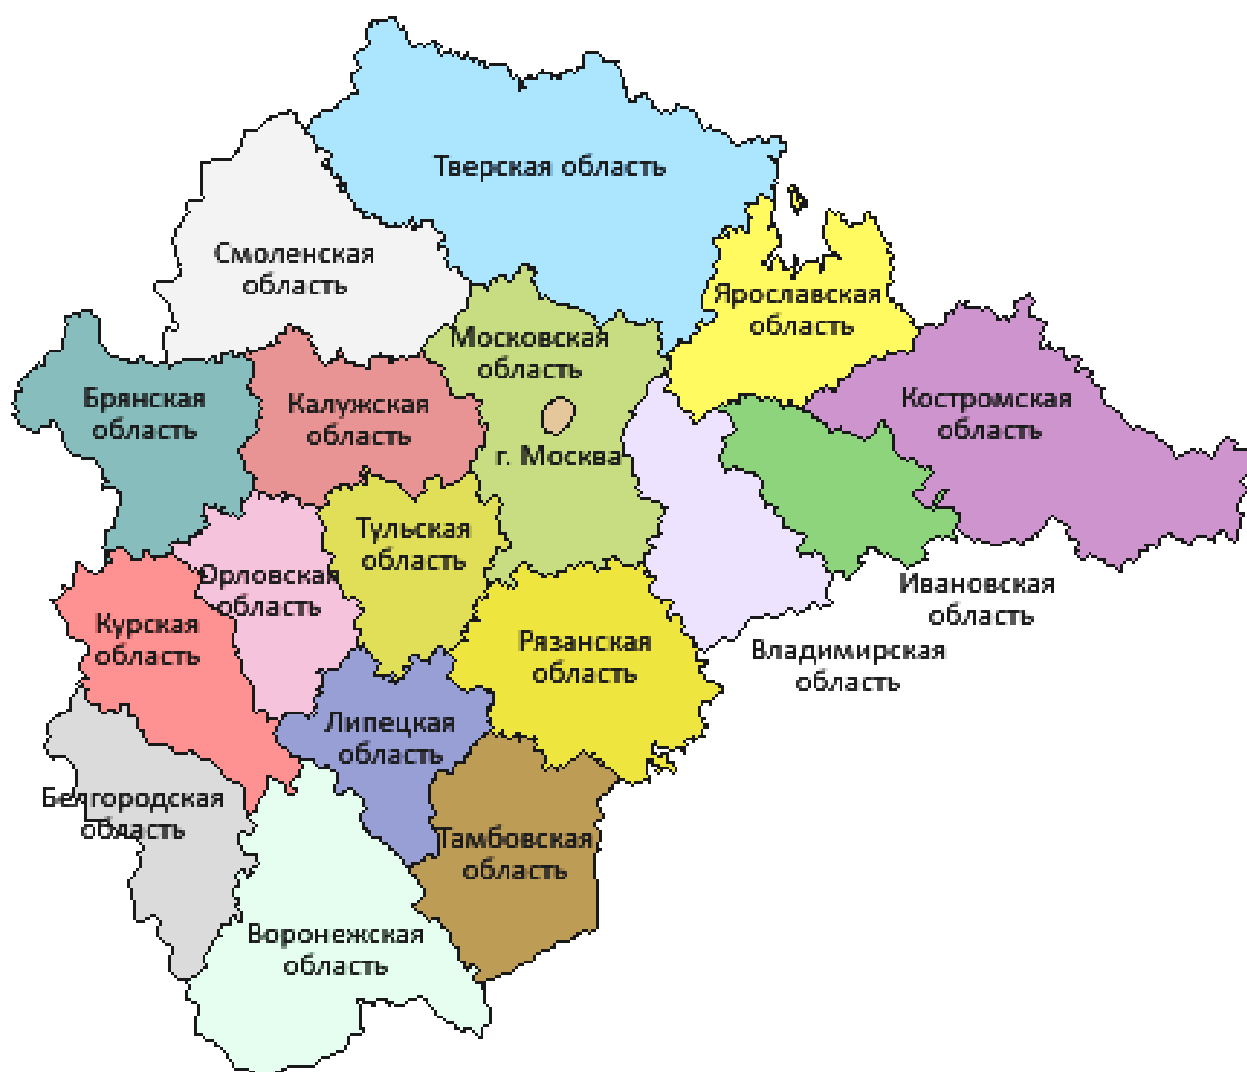 Тверская область
Смоленская
область
Ярославская
область
Московская
область
Брянская
область
Калужская
область
Костромская
область
г. Москва
Тульская
область
Орловская
область
Ивановская
область
Курская
область
Рязанская
область
Владимирская
область
Липецкая
область
Белгородская
область
Тамбовская
область
Воронежская
область